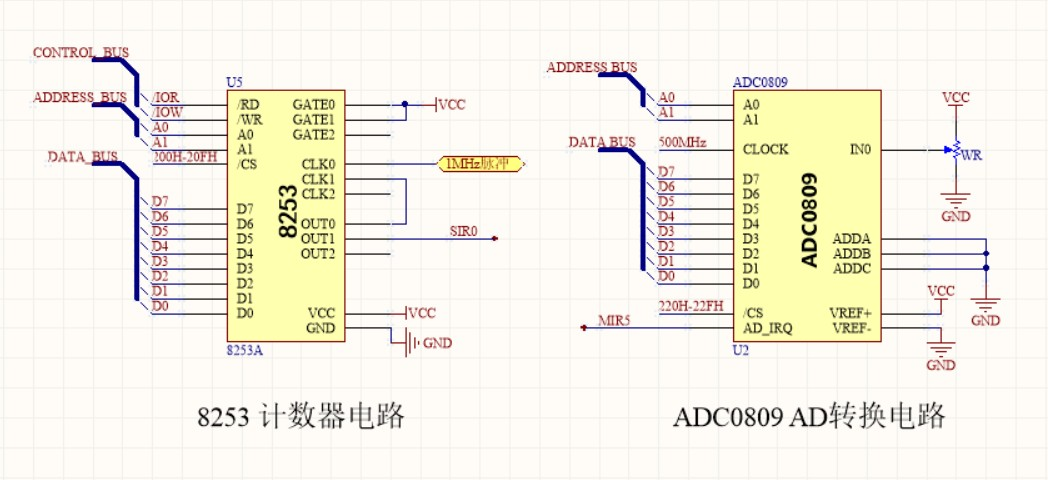 CONTROL_BUS
ADDRESS_BUS
DATA_BUS
/IOR
/IOW
A0
A1
200H-20FH
D7
D6
D5
D4
D3
D2
D1
D0
U5
/RD
/WR
A0
A1
/CS
D7
D6
D5
D4
D3
D2
D1
D0
8253
GATE0
GATE1
GATE2
CLK0
CLK1
CLK2
OUT0
OUT1
OUT2
VCC
GND
8253A
VCC
1MHz脉冲
SIR0
VCC
GND
8253 计数器电路
ADDRESS BUS
DATA BUS
A0
A1
500MHz
D7
D6
D5
D4
D3
D2
D1
D0
220H-22FH
MIR5
ADC0809
A0
A1
CLOCK
D7
D6
D5
D4
D3
D2
D1
D0
/CS
AD_IRQ
ADC0809
IN0
ADDA
ADDB
ADDC
VREF+
VREF-
U2
VCC
WR
GND
VCC
GND
GND
ADC0809 AD转换电路